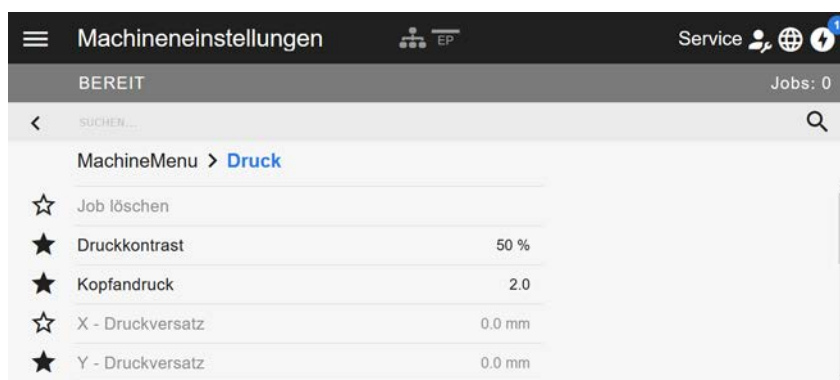 Machineneinstellungen EP Service 1
BEREIT Jobs: 0
SUCHEN...
MachineMenu > Druck
Job löschen
Druckkontrast 50 %
Kopfandruck 2.0
X - Druckversatz 0.0 mm
Y - Druckversatz 0.0 mm